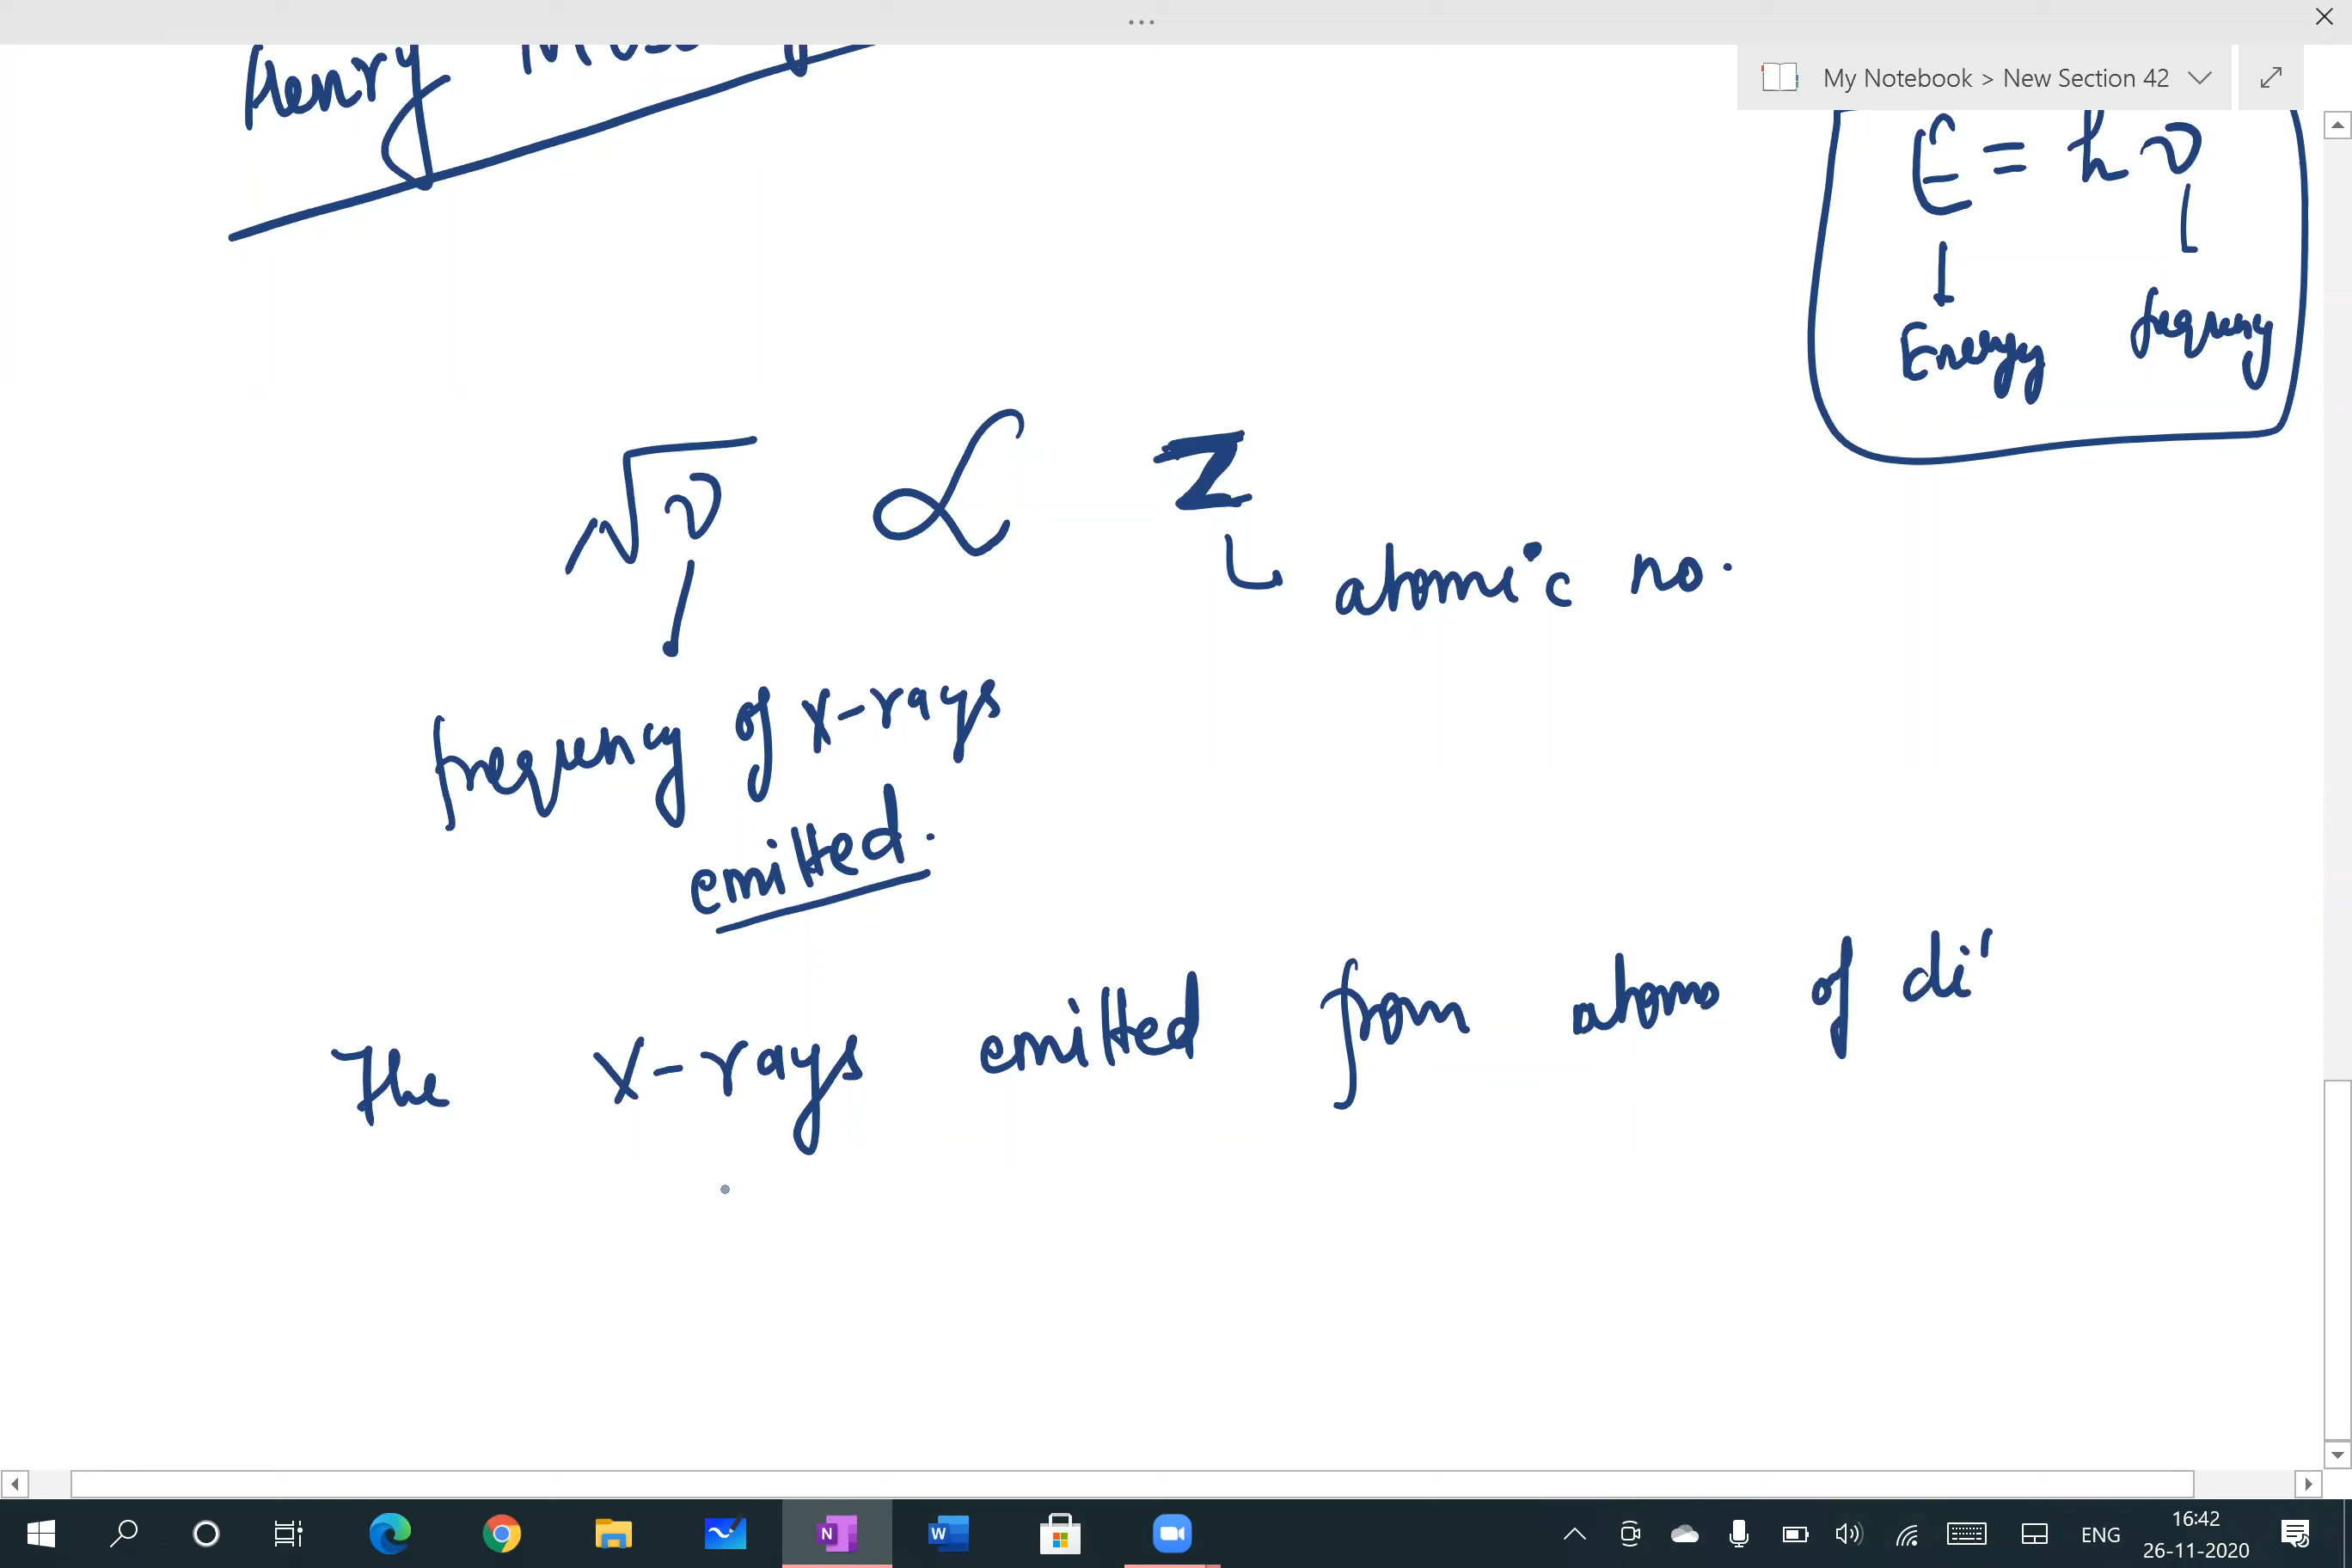 ...
My Notebook > New Section 42
Henry
E = hν
Energy frequency
√ν ∝ Z
atomic no.
frequency of x-rays
emitted.
The x-rays emitted from atoms of di
ENG
16:42
26-11-2020